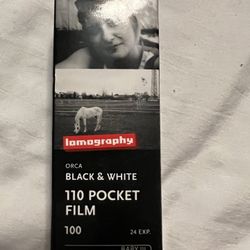 lomography
ORCA
BLACK & WHITE
110 POCKET
FILM
100
24 EXP.